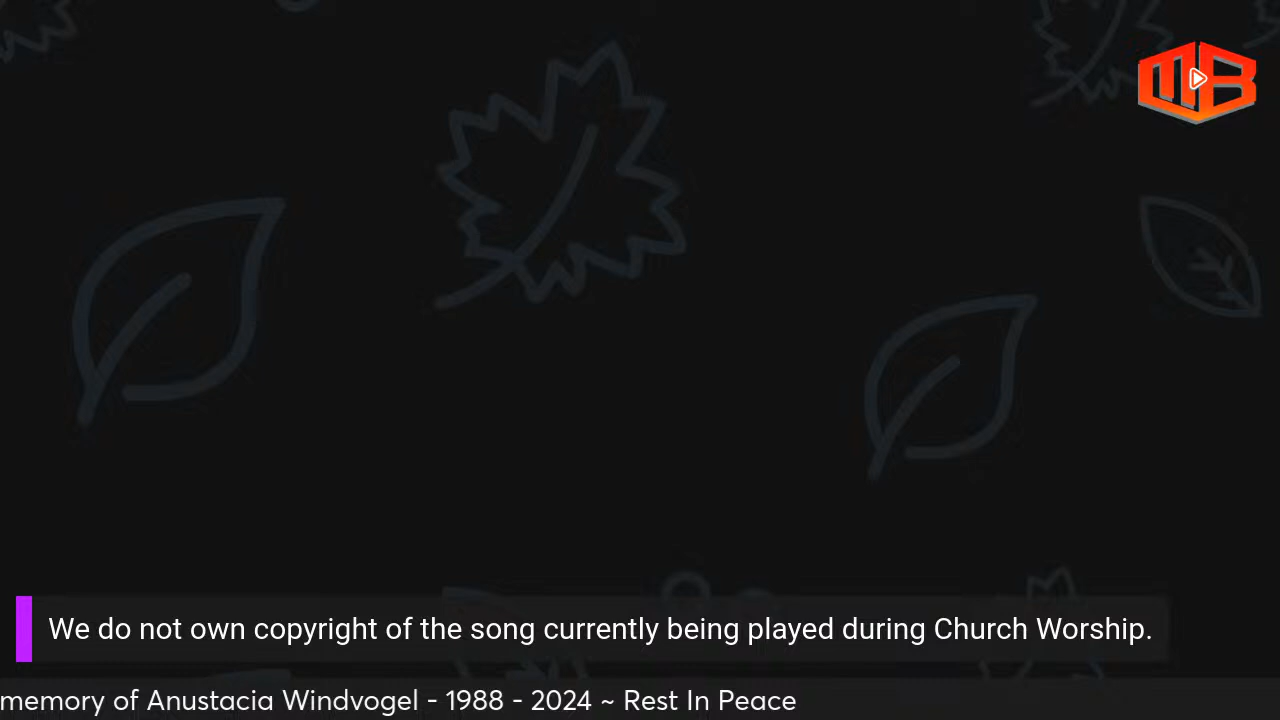 MB
We do not own copyright of the song currently being played during Church Worship.
memory of Anustacia Windvogel - 1988 - 2024 ~ Rest In Peace